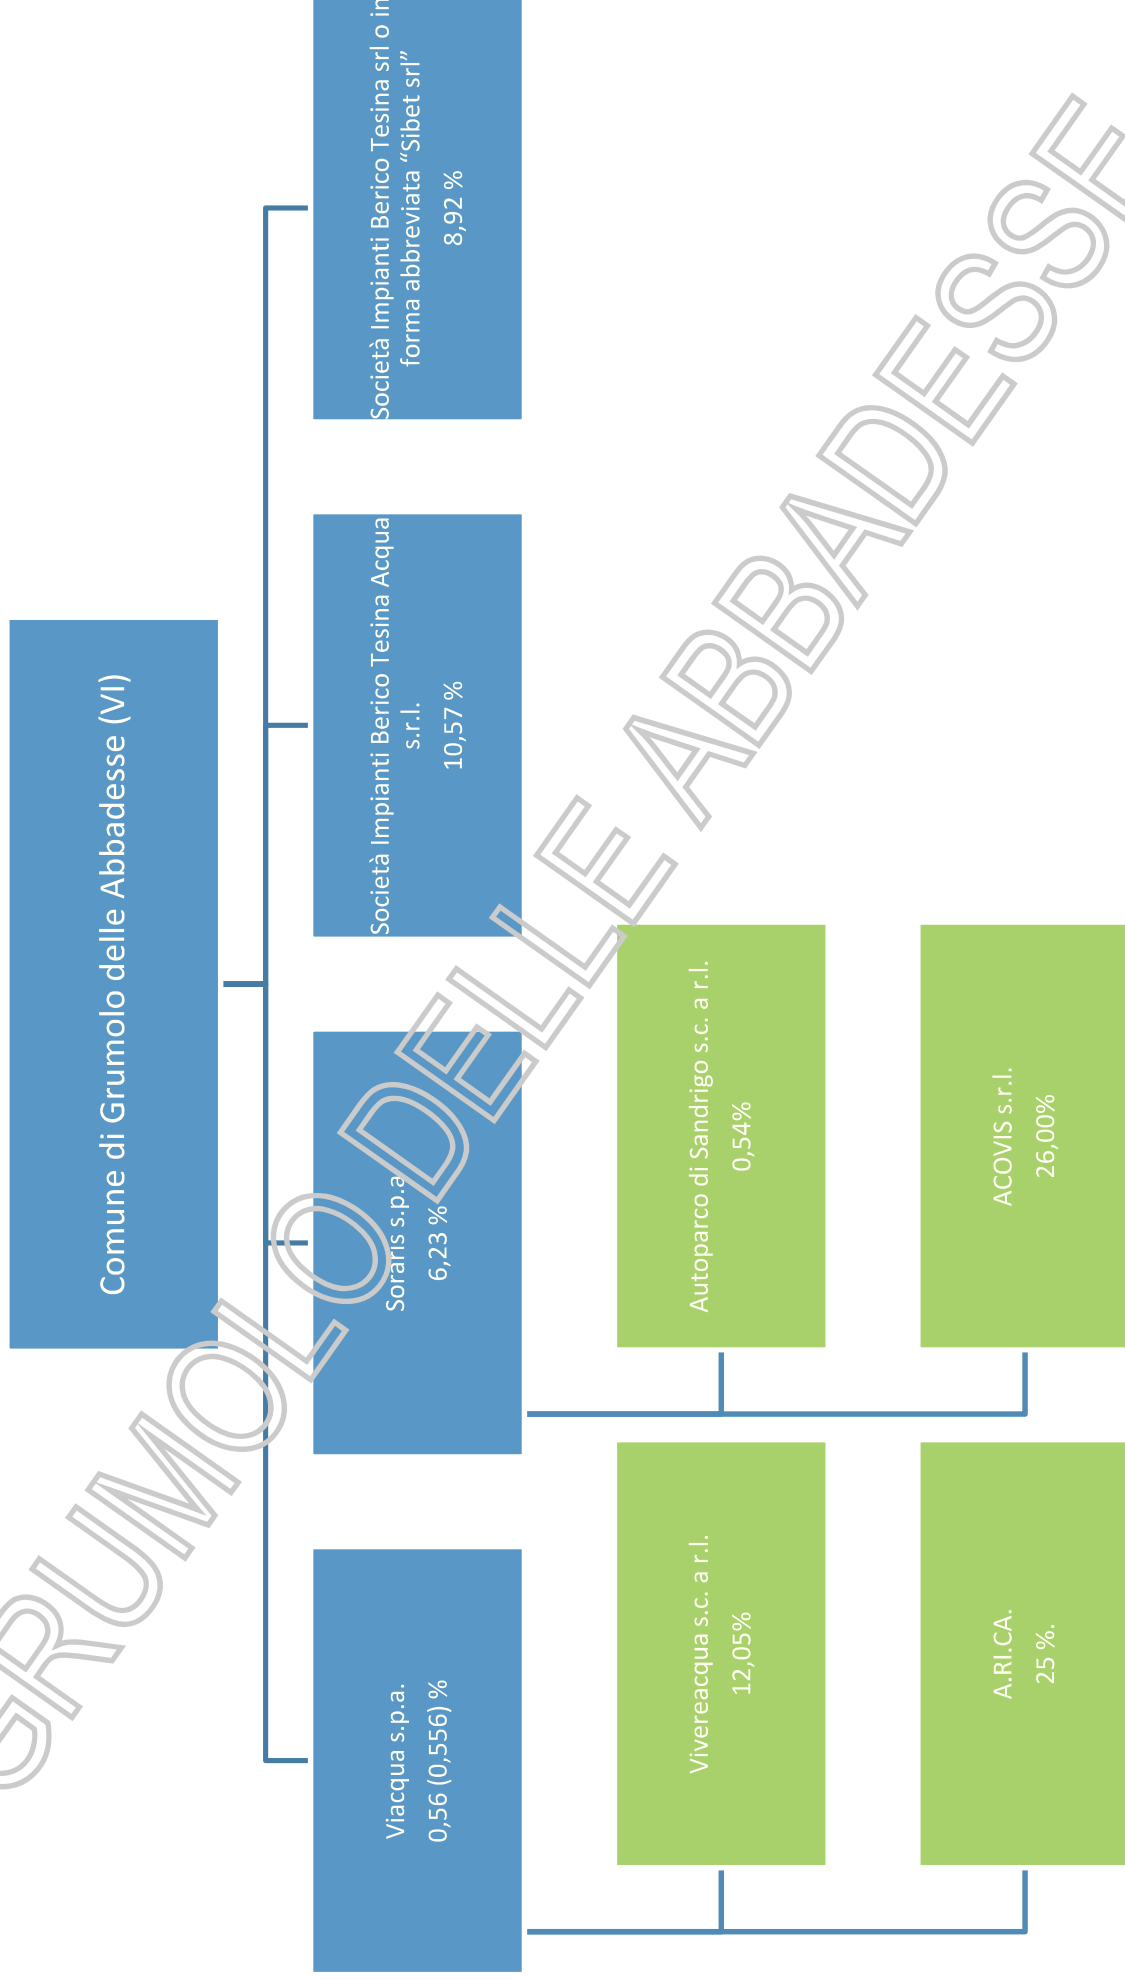 Comune di Grumolo delle Abbadesse (VI)
Viacqua s.p.a.
0,56 (0,556) %
Soraris s.p.a
6,23 %
Società Impianti Berico Tesina Acqua
s.r.l.
10,57 %
Società Impianti Berico Tesina srl o in
forma abbreviata “Sibet srl”
8,92 %
Vivereacqua s.c. a r.l.
12,05%
Autoparco di Sandrigo s.c. a r.l.
0,54%
A.RI.CA.
25 %.
ACOVIS s.r.l.
26,00%
GRUMOLO DELLE ABBADESSE